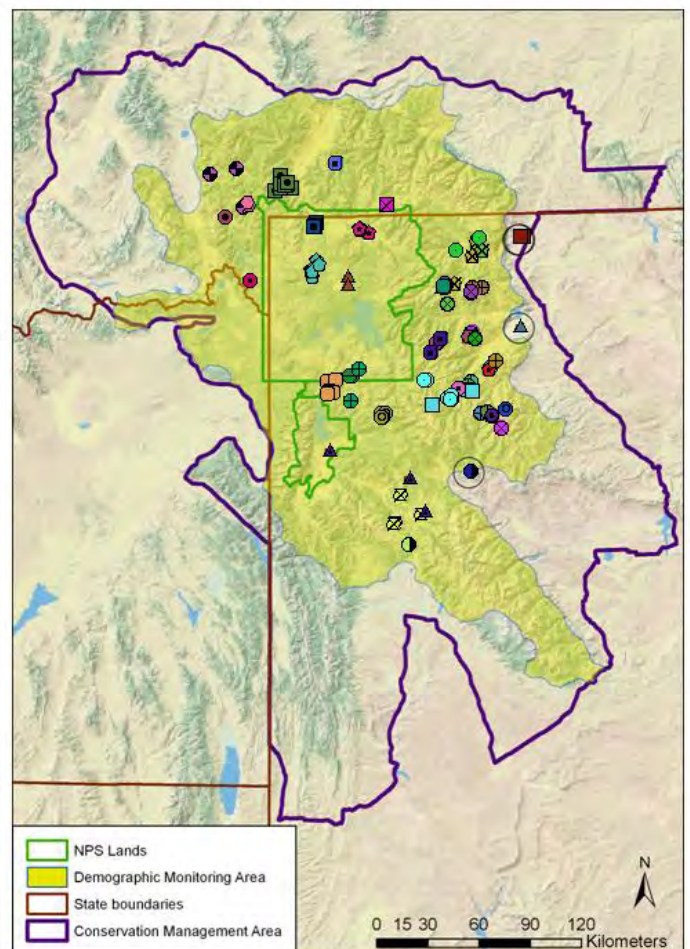 NPS Lands
Demographic Monitoring Area
State boundaries
Conservation Management Area
N
0 15 30 60 90 120
Kilometers